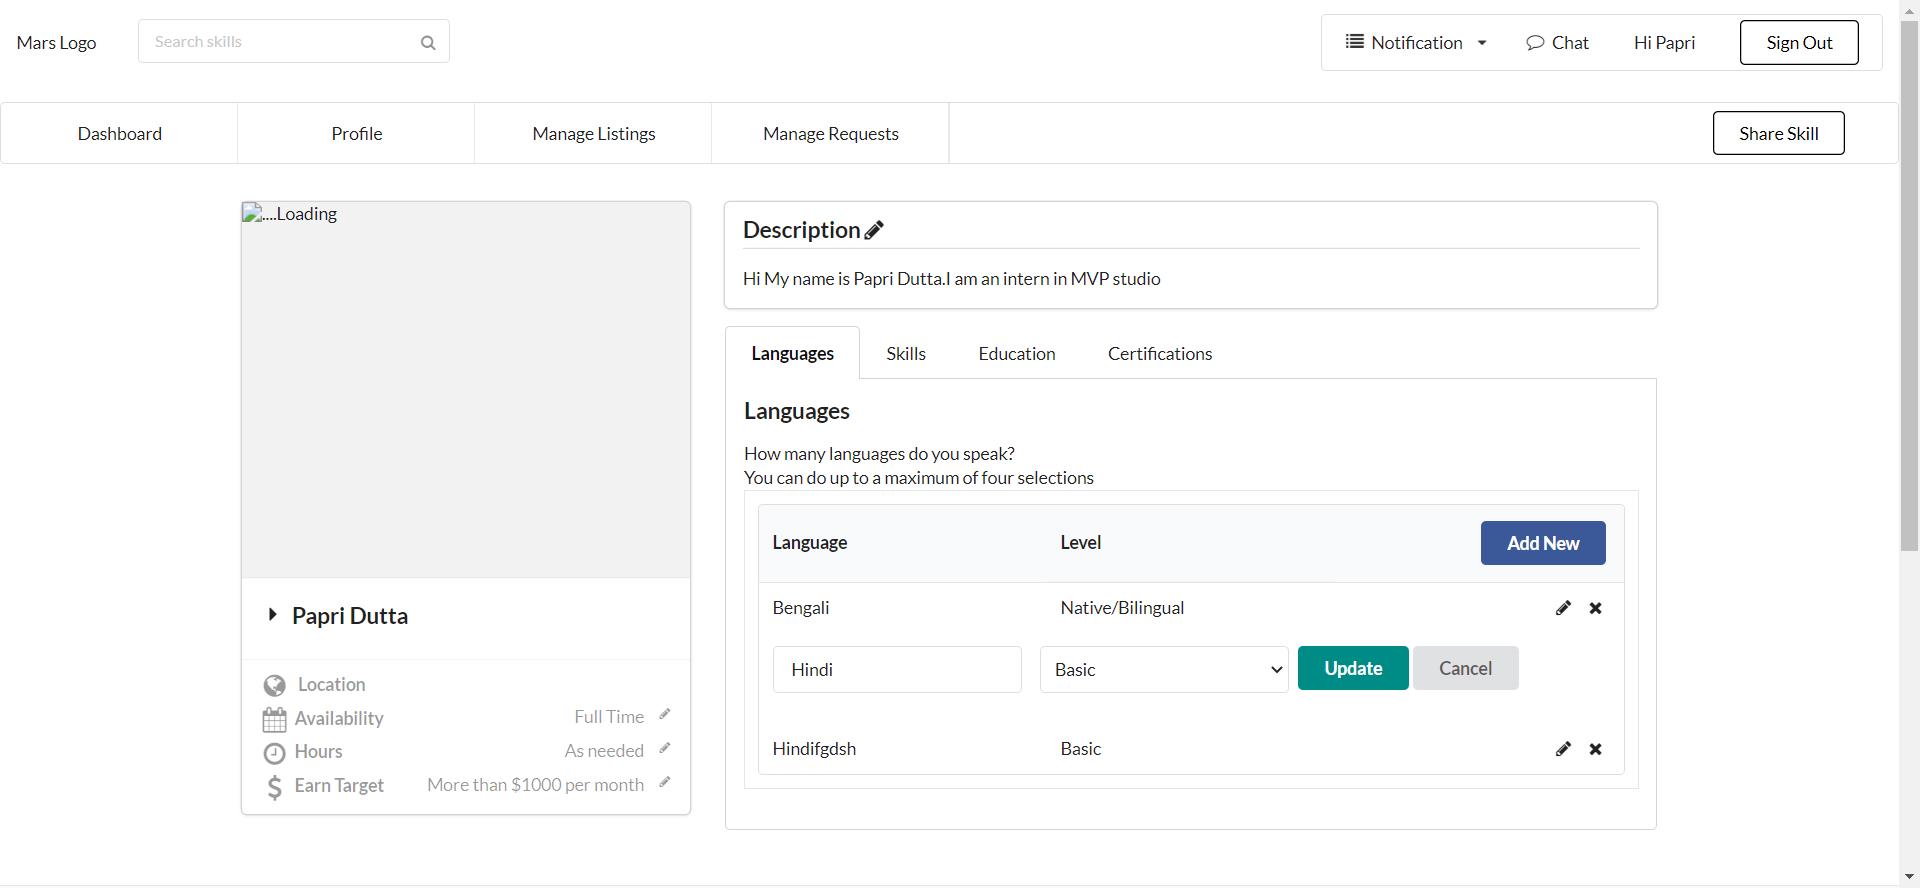 Mars Logo
Search skills
Notification
Chat
Hi Papri
Sign Out
Dashboard
Profile
Manage Listings
Manage Requests
Share Skill
....Loading
Papri Dutta
Location
Availability
Full Time
Hours
As needed
Earn Target
More than $1000 per month
Description
Hi My name is Papri Dutta.I am an intern in MVP studio
Languages
Skills
Education
Certifications
Languages
How many languages do you speak?
You can do up to a maximum of four selections
Language
Level
Add New
Bengali
Native/Bilingual
Hindi
Basic
Update
Cancel
Hindifgdsh
Basic